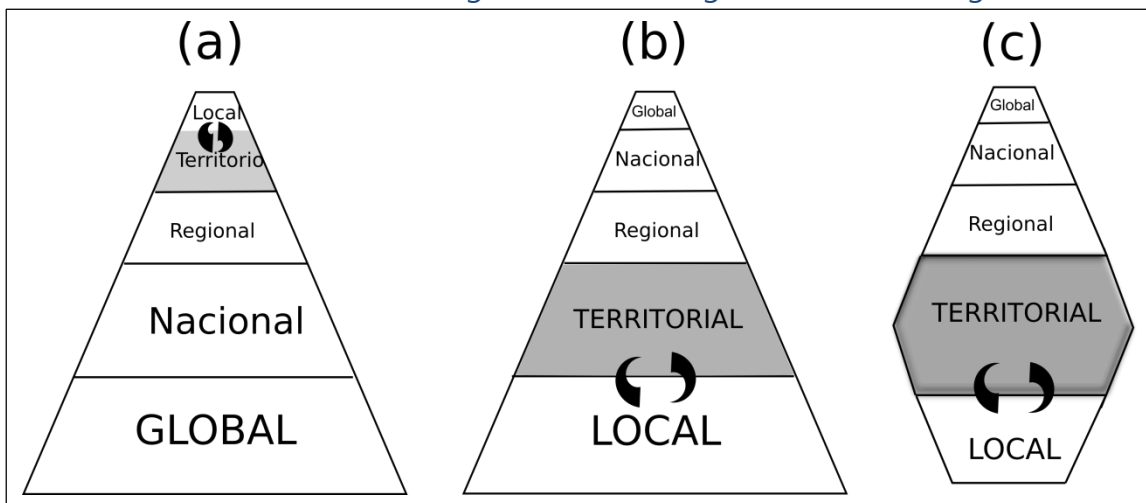 (a)
Local
Territorio
Regional
Nacional
GLOBAL
(b)
Global
Nacional
Regional
TERRITORIAL
LOCAL
(c)
Global
Nacional
Regional
TERRITORIAL
LOCAL